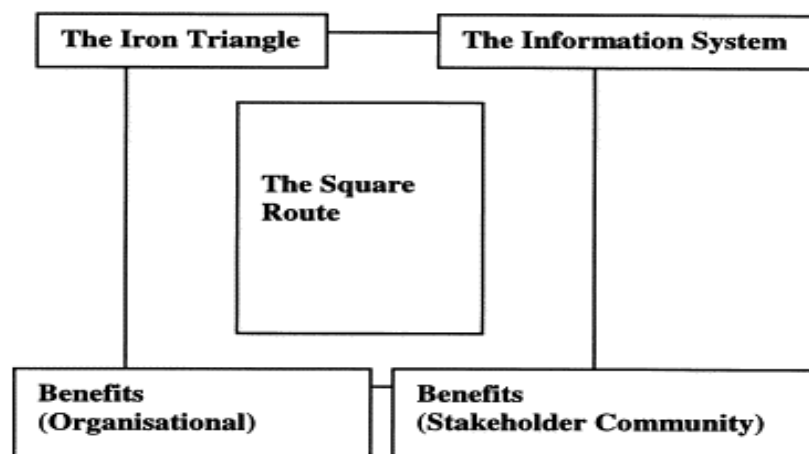 The Iron Triangle
The Information System
The Square
Route
Benefits
(Organisational)
Benefits
(Stakeholder Community)